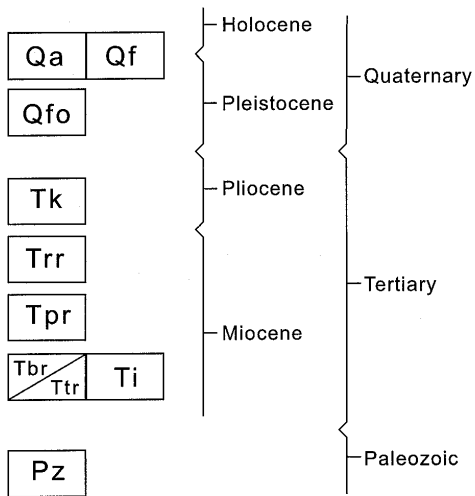 Holocene
Qa Qf
Quaternary
Qfo
Pleistocene
Tk
Pliocene
Trr
Tertiary
Tpr
Miocene
Tbr
Ttr
Ti
Pz
Paleozoic